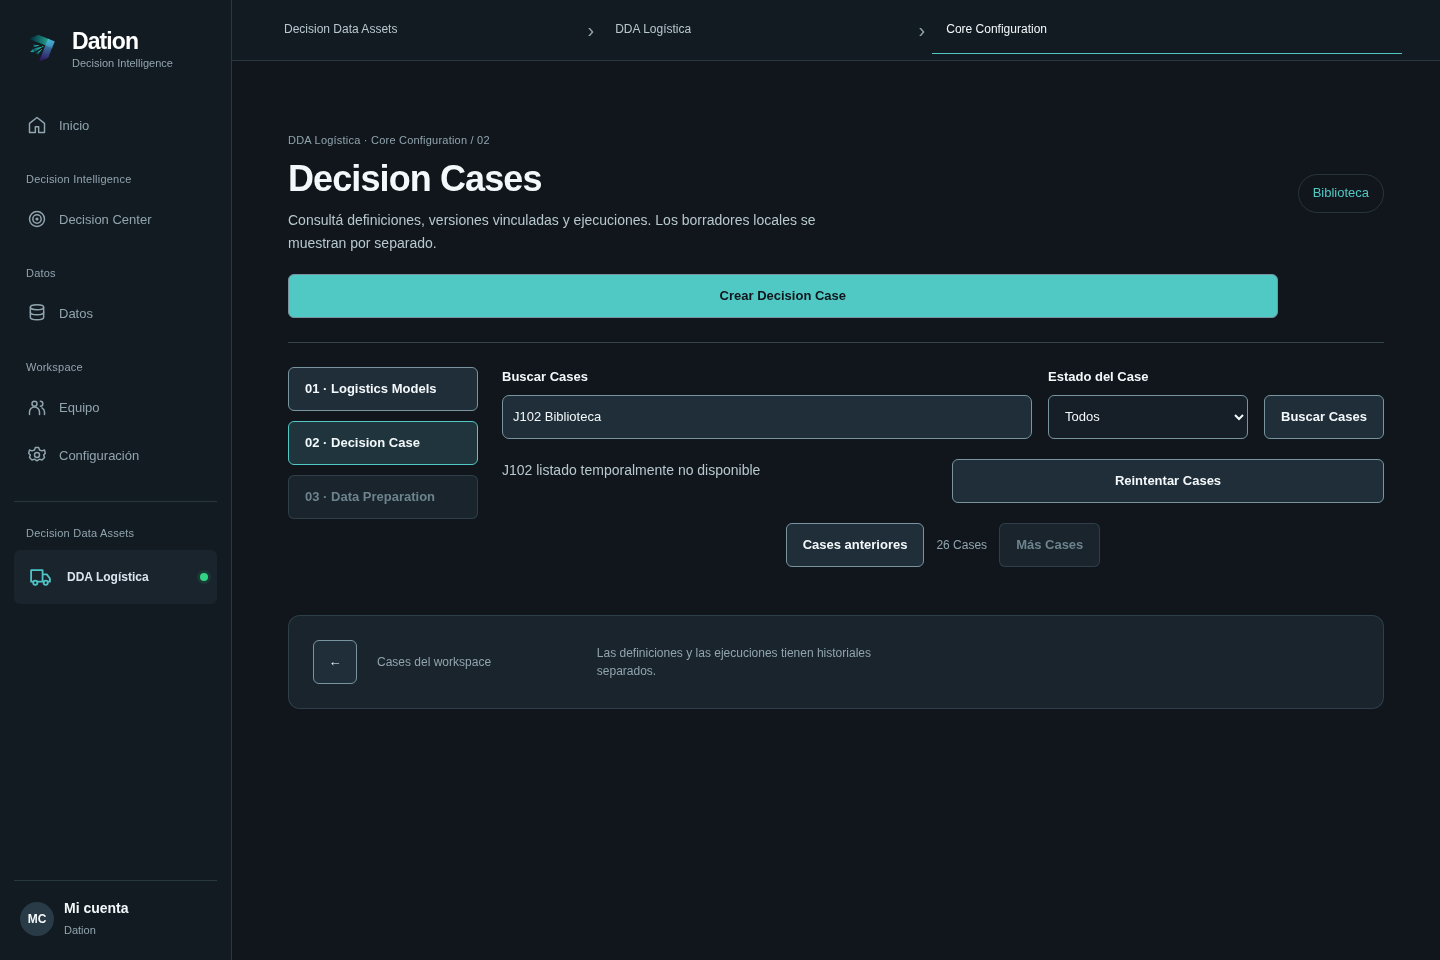 Dation
Decision Intelligence
Inicio
Decision Intelligence
Decision Center
Datos
Datos
Workspace
Equipo
Configuración
Decision Data Assets
DDA Logística
MC
Mi cuenta
Dation
Decision Data Assets
›
DDA Logística
›
Core Configuration
DDA Logística · Core Configuration / 02
Decision Cases
Consultá definiciones, versiones vinculadas y ejecuciones. Los borradores locales se
muestran por separado.
Biblioteca
Crear Decision Case
01 · Logistics Models
02 · Decision Case
03 · Data Preparation
Buscar Cases
J102 Biblioteca
Estado del Case
Todos
Buscar Cases
J102 listado temporalmente no disponible
Reintentar Cases
Cases anteriores
26 Cases
Más Cases
←
Cases del workspace
Las definiciones y las ejecuciones tienen historiales
separados.